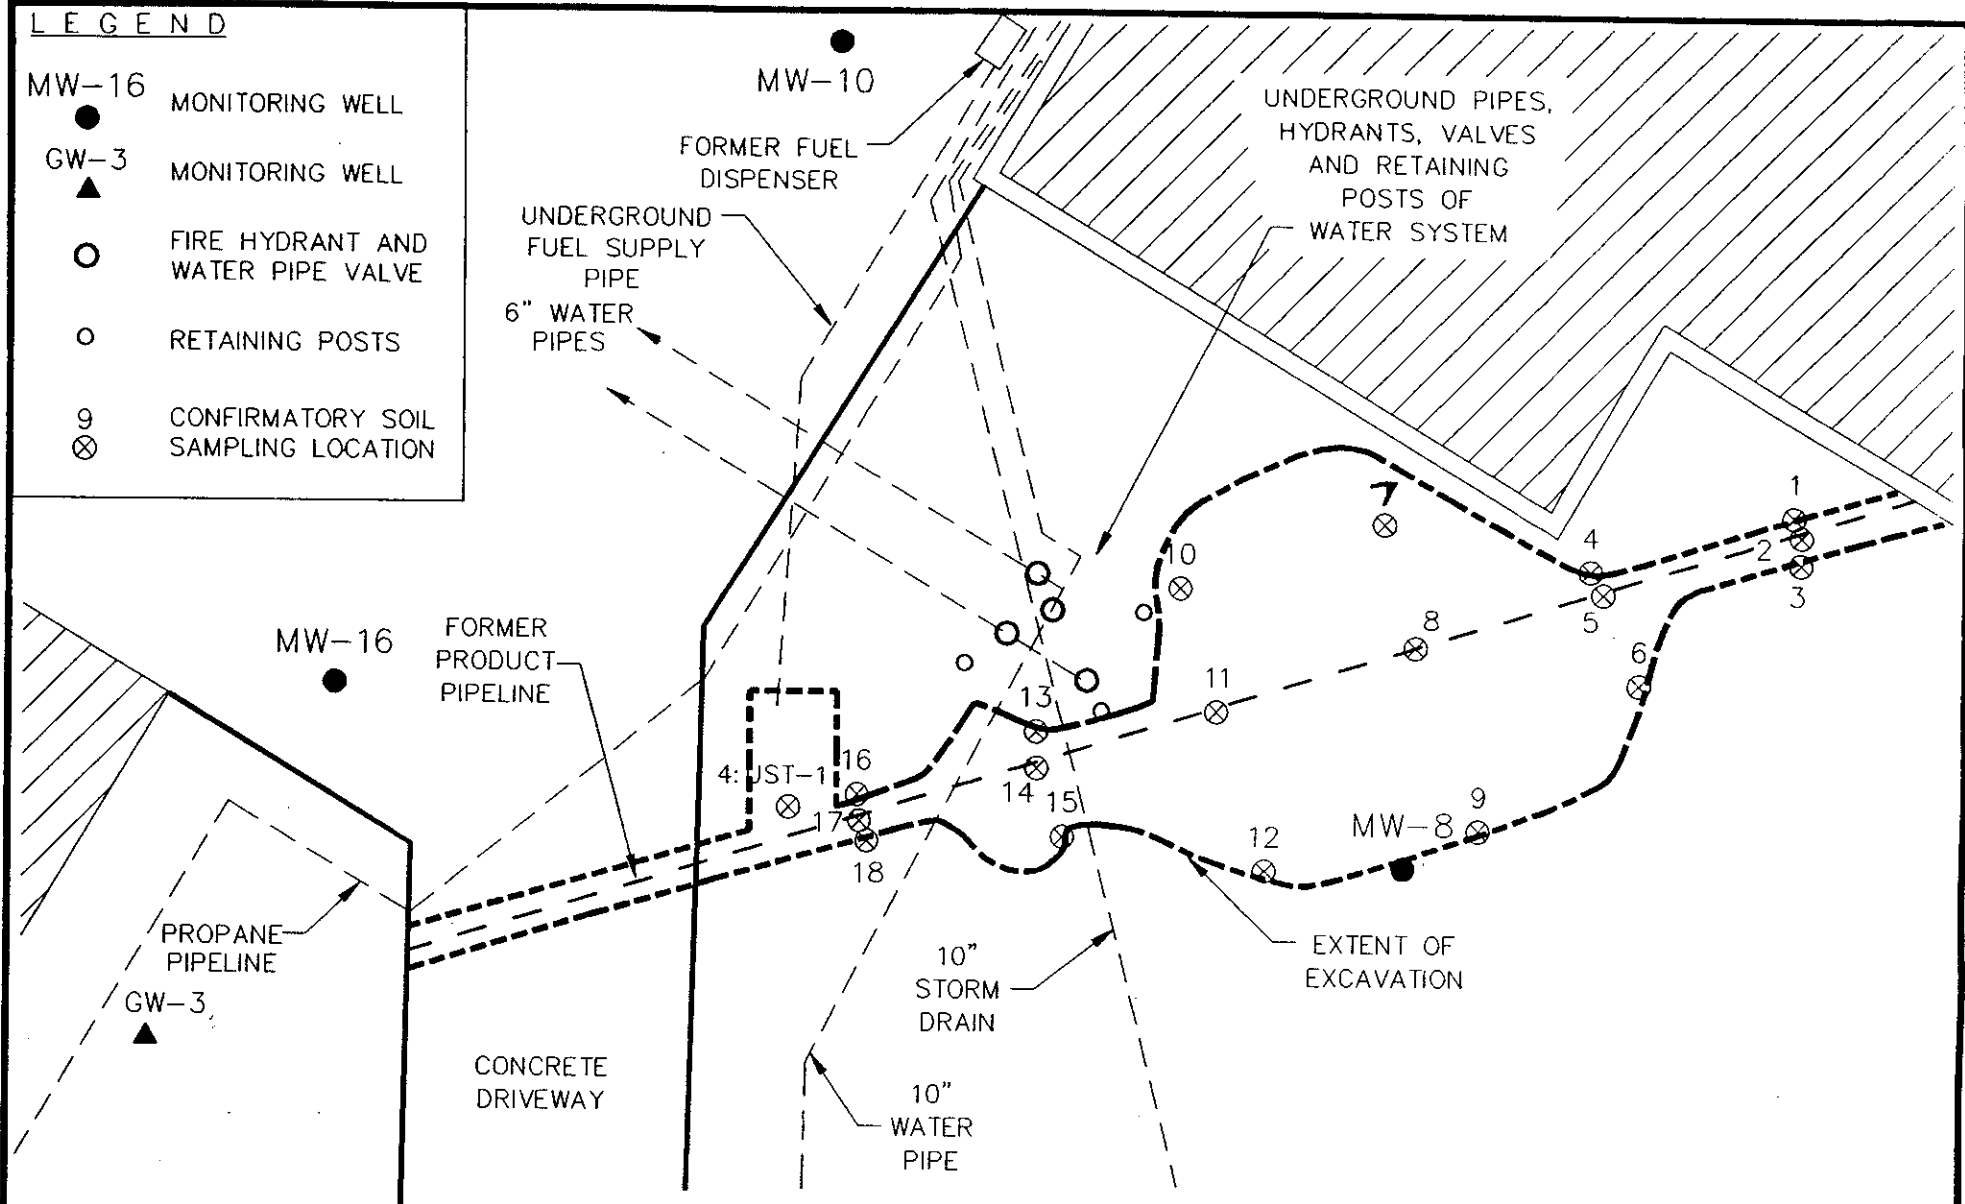 LEGEND
MW-16
MONITORING WELL
GW-3
MONITORING WELL
FIRE HYDRANT AND
WATER PIPE VALVE
RETAINING POSTS
9
CONFIRMATORY SOIL
SAMPLING LOCATION
MW-10
FORMER FUEL
DISPENSER
UNDERGROUND PIPES,
HYDRANTS, VALVES
AND RETAINING
POSTS OF
WATER SYSTEM
UNDERGROUND
FUEL SUPPLY
PIPE
6" WATER
PIPES
1
2
3
4
5
6
8
9
10
11
12
13
14
15
16
17
18
MW-16
FORMER
PRODUCT
PIPELINE
4:
UST-1
MW-8
PROPANE
PIPELINE
GW-3
CONCRETE
DRIVEWAY
10"
STORM
DRAIN
EXTENT OF
EXCAVATION
10"
WATER
PIPE